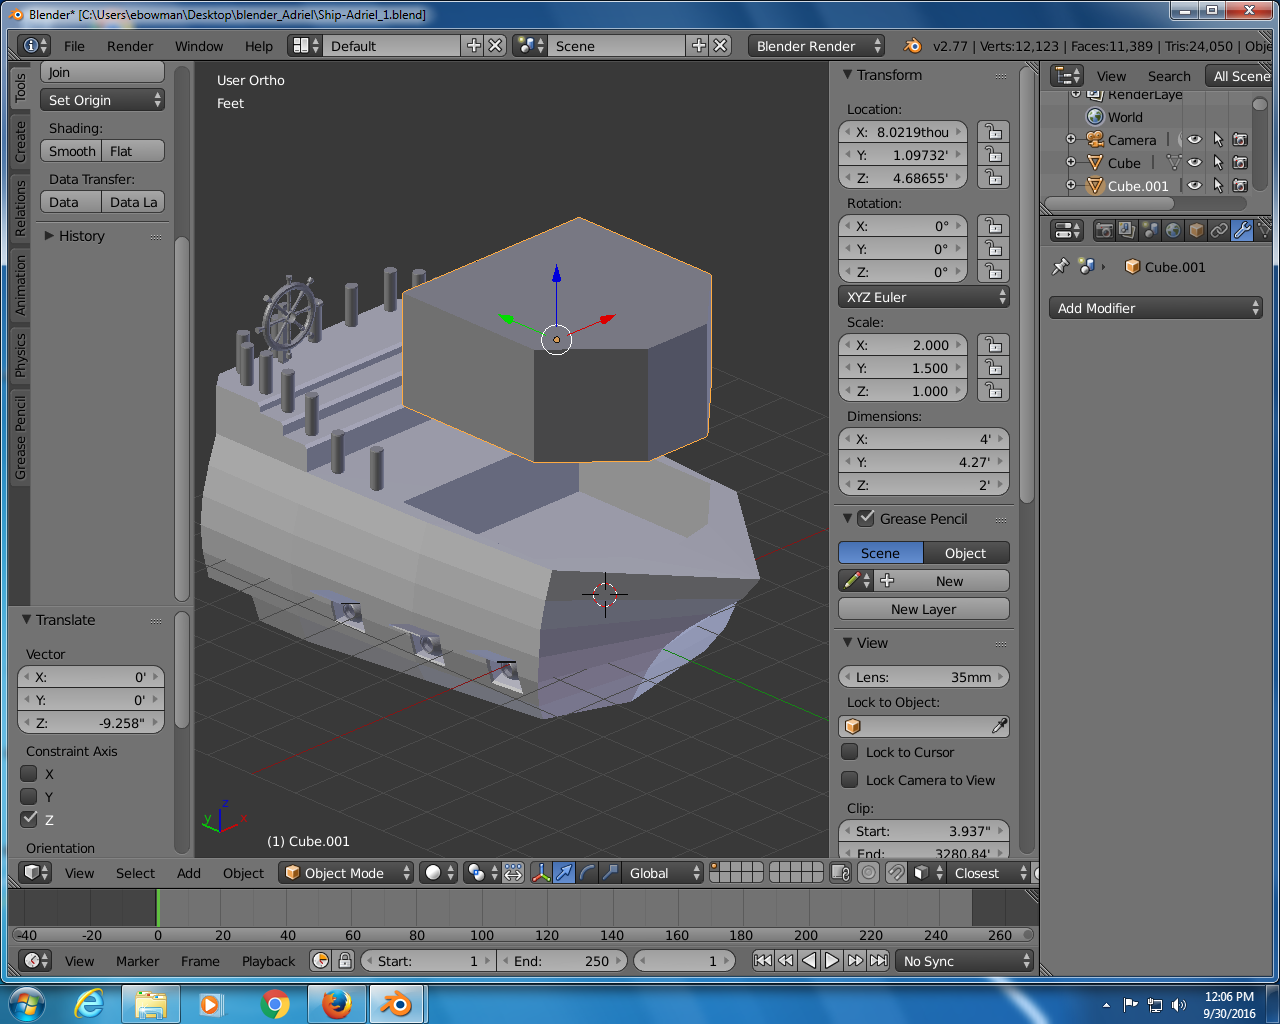 Blender* [C:\Users\ebowman\Desktop\blender_Adriel\Ship-Adriel_1.blend]
File Render Window Help Default Scene Blender Render v2.77 | Verts:12,123 | Faces:11,389 | Tris:24,050 | Obje
Tools
Create
Relations
Animation
Physics
Grease Pencil
Join
Set Origin
Shading:
Smooth Flat
Data Transfer:
Data Data La
History
Translate
Vector
X: 0'
Y: 0'
Z: -9.258"
Constraint Axis
X
Y
Z
Orientation
User Ortho
Feet
z
y
x
(1) Cube.001
Transform
Location:
X: 8.0219thou
Y: 1.09732'
Z: 4.68655'
Rotation:
X: 0°
Y: 0°
Z: 0°
XYZ Euler
Scale:
X: 2.000
Y: 1.500
Z: 1.000
Dimensions:
X: 4'
Y: 4.27'
Z: 2'
Grease Pencil
Scene Object
New
New Layer
View
Lens: 35mm
Lock to Object:
Lock to Cursor
Lock Camera to View
Clip:
Start: 3.937"
End: 3280.84'
View Search All Scene
RenderLaye
World
Camera
Cube
Cube.001
Cube.001
Add Modifier
View Select Add Object Object Mode Global Closest
-40 -20 0 20 40 60 80 100 120 140 160 180 200 220 240 260
View Marker Frame Playback Start: 1 End: 250 1 No Sync
12:06 PM
9/30/2016